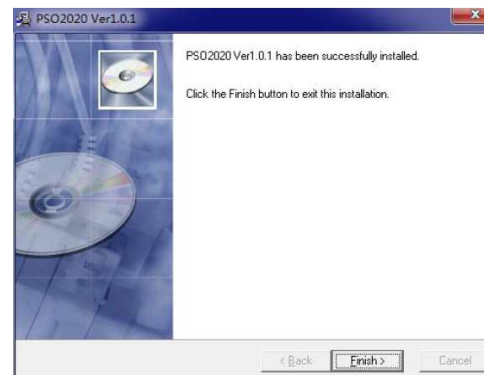 PSO2020 Ver1.0.1
PSO2020 Ver1.0.1 has been successfully installed.
Click the Finish button to exit this installation.
< Back
Finish >
Cancel